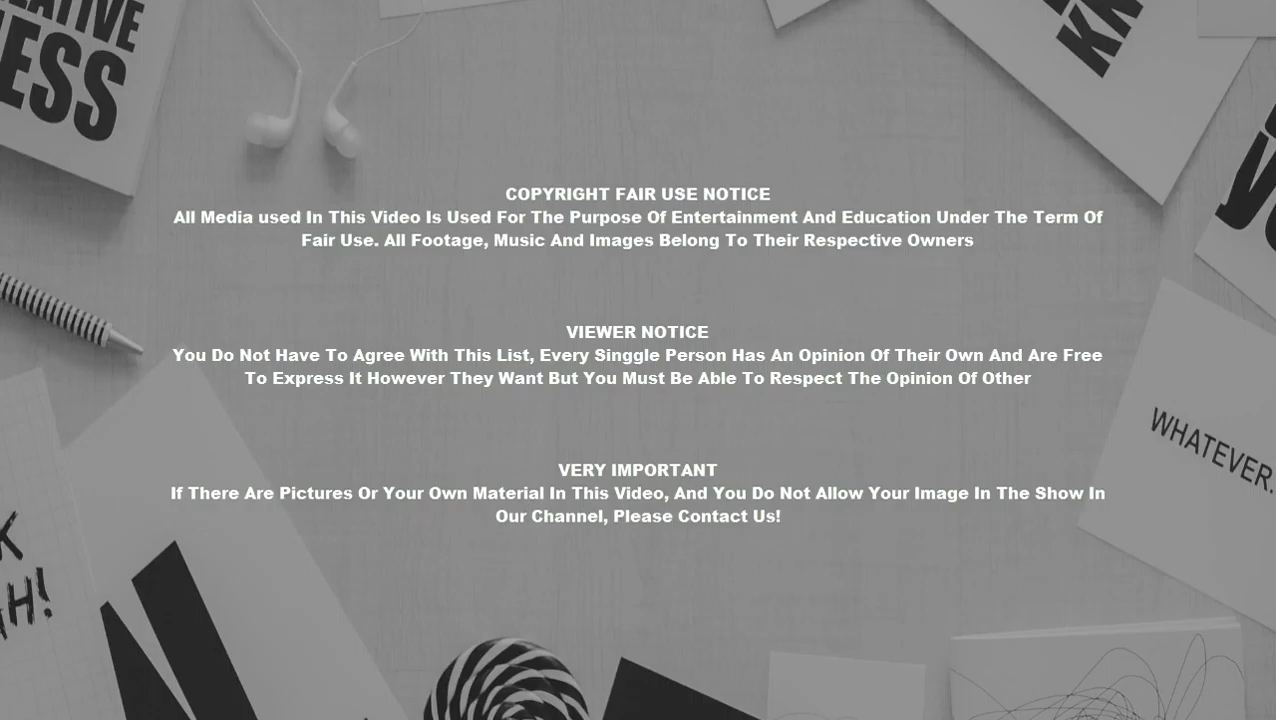 ESS
COPYRIGHT FAIR USE NOTICE
All Media used In This Video Is Used For The Purpose Of Entertainment And Education Under The Term Of
Fair Use. All Footage, Music And Images Belong To Their Respective Owners
VIEWER NOTICE
You Do Not Have To Agree With This List, Every Singgle Person Has An Opinion Of Their Own And Are Free
To Express It However They Want But You Must Be Able To Respect The Opinion Of Other
WHATEVER.
VERY IMPORTANT
If There Are Pictures Or Your Own Material In This Video, And You Do Not Allow Your Image In The Show In
Our Channel, Please Contact Us!